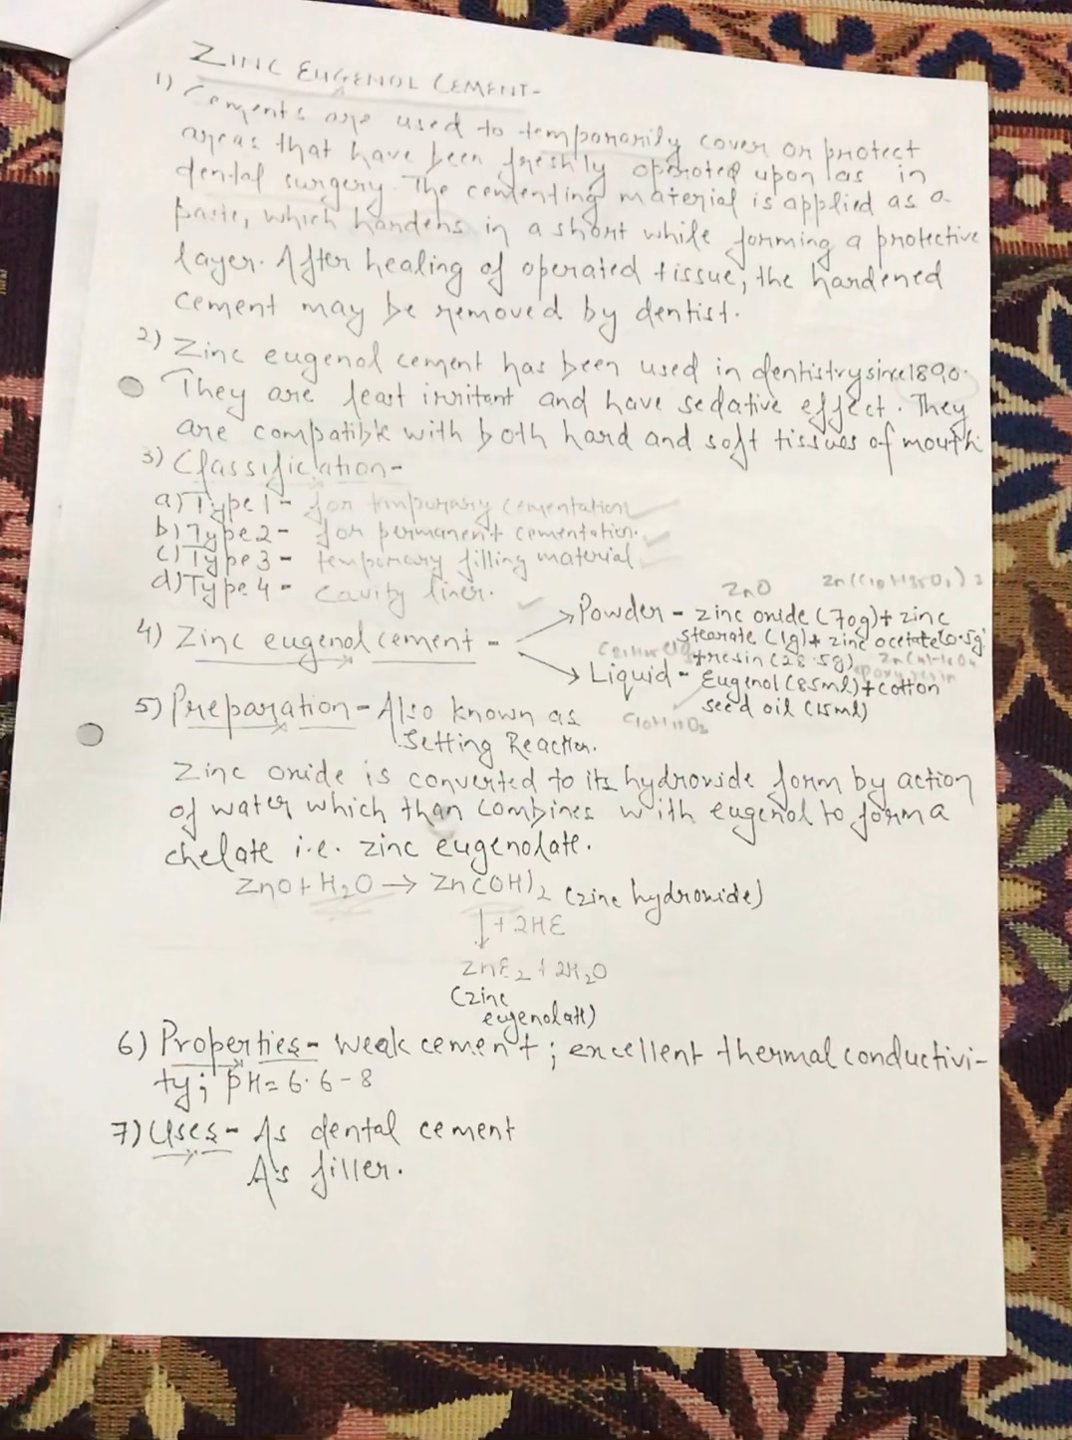 ZINC EUGENOL CEMENT-
1) Cements are used to temporarily cover or protect
areas that have been freshly operated upon as in
dental surgery. The cementing material is applied as a
paste, which hardens in a short while forming a protective
layer. After healing of operated tissue, the hardened
cement may be removed by dentist.
2) Zinc eugenol cement has been used in dentistry since 1890.
They are least irritant and have sedative effect. They
are compatible with both hard and soft tissues of mouth
3) Classification-
a) Type 1 - for temporary cementation
b) Type 2 - for permanent cementation.
c) Type 3 - temporary filling material
d) Type 4 - cavity liner.
ZnO
4) Zinc eugenol cement - → Powder - zinc oxide (70g) + zinc
stearate (1g) + zinc acetate (0.5g)
+ resin (28.5g)
→ Liquid - Eugenol (85ml) + cotton
seed oil (15ml)
5) Preparation - Also known as
Setting Reaction.
Zinc oxide is converted to its hydroxide form by action
of water which than combines with eugenol to form a
chelate i.e. zinc eugenolate.
ZnO + H2O → Zn(OH)2 (zinc hydroxide)
↓ + 2HE
ZnE2 + 2H2O
(zinc
eugenolate)
6) Properties - Weak cement ; excellent thermal conductivi-
ty ; pH = 6.6 - 8
7) Uses - As dental cement
As filler.